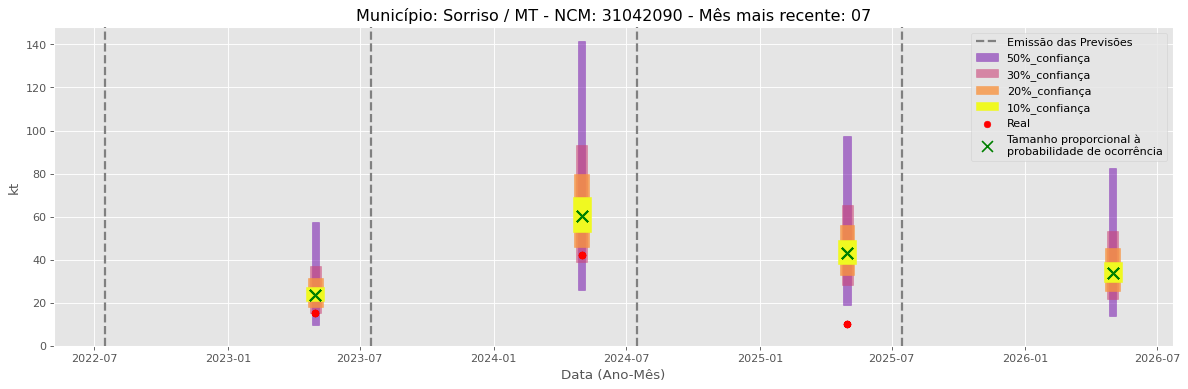 Município: Sorriso / MT - NCM: 31042090 - Mês mais recente: 07
140
120
100
80
60
40
20
0
kt
Emissão das Previsões
50%_confiança
30%_confiança
20%_confiança
10%_confiança
Real
Tamanho proporcional à
probabilidade de ocorrência
2022-07
2023-01
2023-07
2024-01
2024-07
2025-01
2025-07
2026-01
2026-07
Data (Ano-Mês)